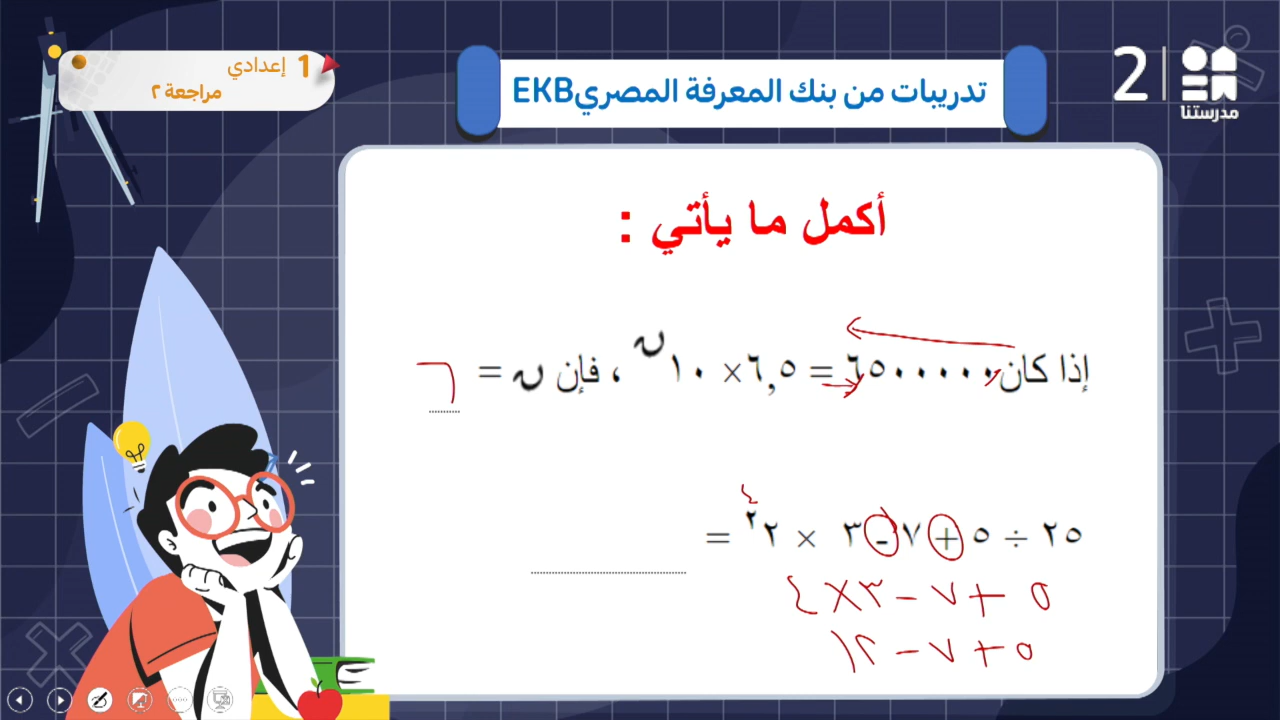 1 إعدادي
مراجعة ٢
تدريبات من بنك المعرفة المصريEKB
2
مدرستنا
أكمل ما يأتي :
إذا كان ٦٥٠٠٠٠٠ = ٦,٥ × ١٠ ن ، فإن ن = ٦
٤
٢٥ ÷ ٥ + ٧ - ٣ × ٢٢ =
٥ + ٧ - ٣ × ٤
٥ + ٧ - ١٢